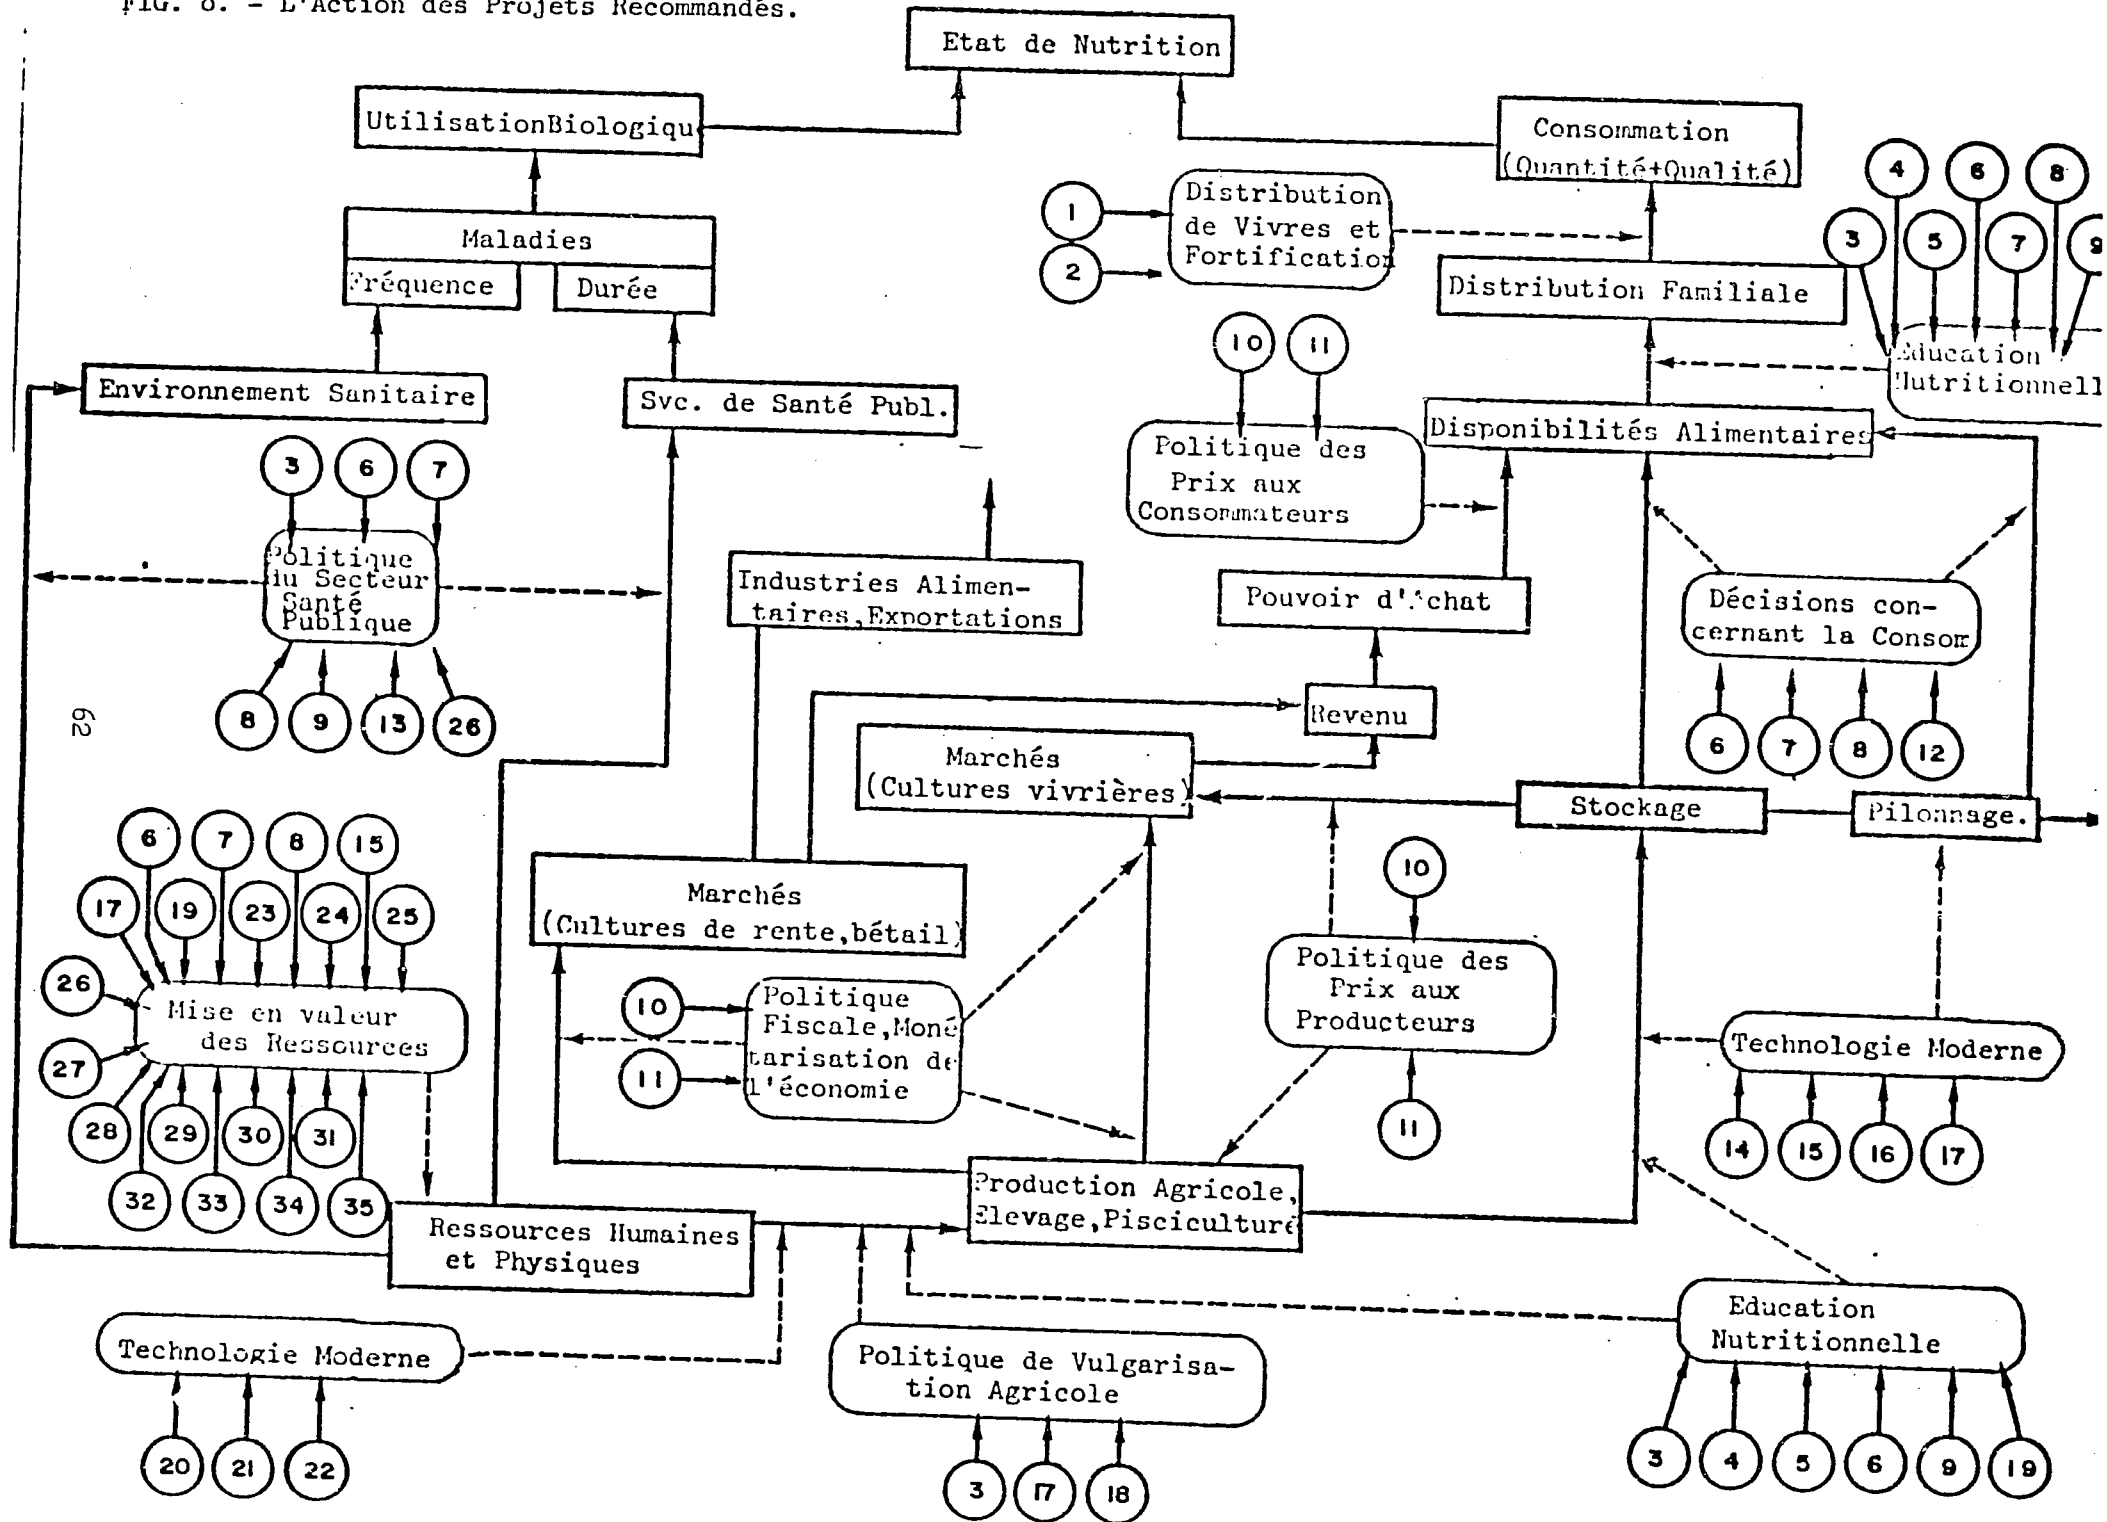 FIG. 8. - L'Action des Projets Recommandés.
Etat de Nutrition
UtilisationBiologiqu
Consommation
(Quantité+Qualité)
4
6
8
3
5
7
9
1
2
Distribution
de Vivres et
Fortification
Maladies
Fréquence
Durée
Distribution Familiale
Education
Nutritionnell
10
11
Environnement Sanitaire
Svc. de Santé Publ.
Politique des
Prix aux
Consommateurs
Disponibilités Alimentaires
3
6
7
Politique
du Secteur
Santé
Publique
8
9
13
26
Industries Alimen-
taires,Exportations
Pouvoir d'Achat
Décisions con-
cernant la Consom
6
7
8
12
Revenu
Marchés
(Cultures vivrières)
Stockage
Pilonnage.
62
6
7
8
15
17
19
23
24
25
26
27
Mise en valeur
des Ressources
28
29
30
31
32
33
34
35
Marchés
(Cultures de rente,bétail)
10
11
Politique
Fiscale,Moné
tarisation de
l'économie
10
Politique des
Prix aux
Producteurs
11
Technologie Moderne
14
15
16
17
Ressources Humaines
et Physiques
Production Agricole,
Elevage,Pisciculture
Technologie Moderne
20
21
22
Politique de Vulgarisa-
tion Agricole
3
17
18
Education
Nutritionnelle
3
4
5
6
9
19